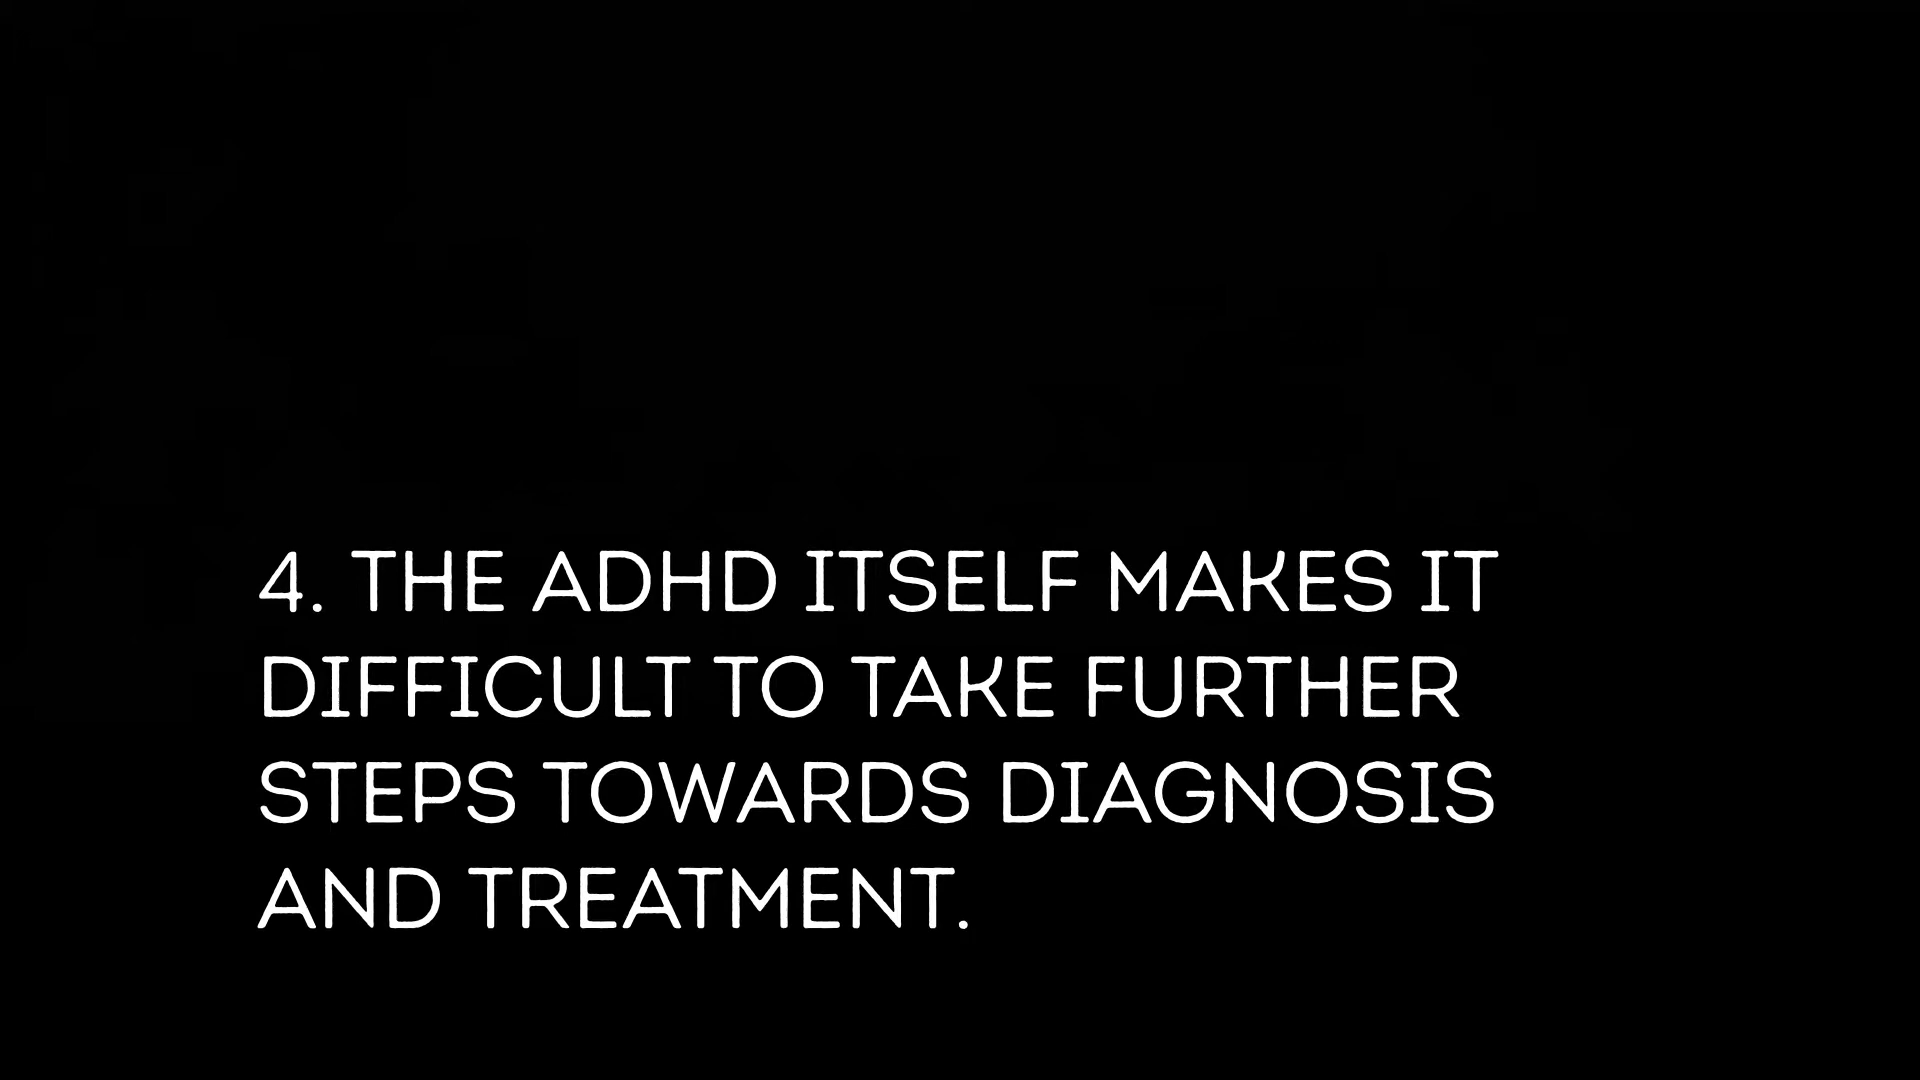 4. THE ADHD ITSELF MAKES IT
DIFFICULT TO TAKE FURTHER
STEPS TOWARDS DIAGNOSIS
AND TREATMENT.